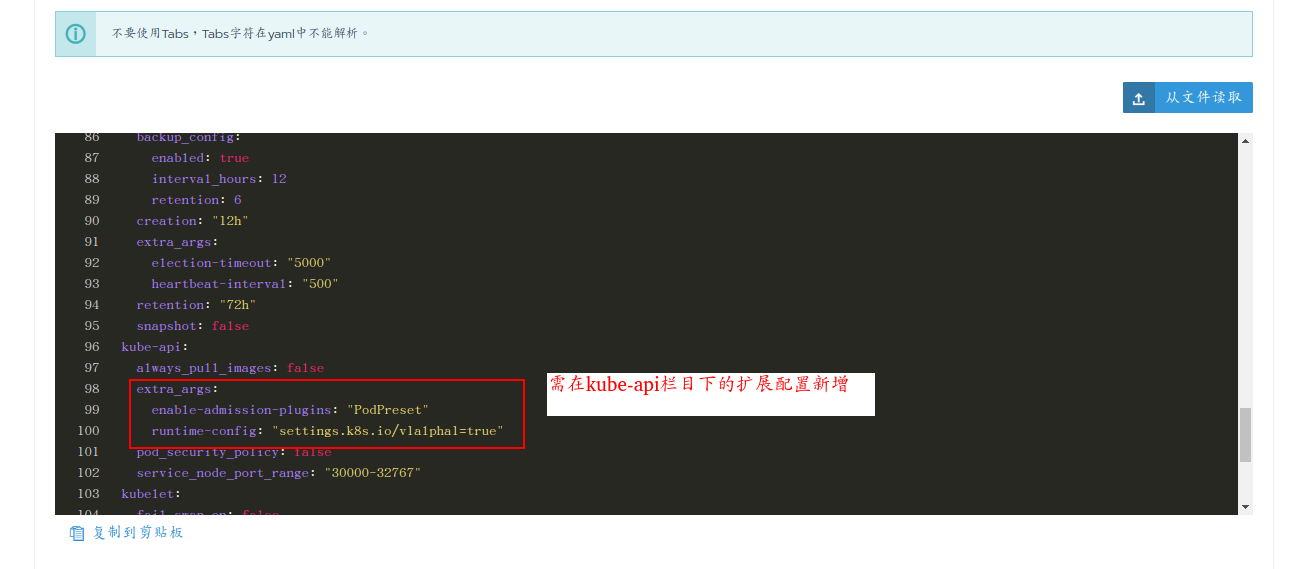 不要使用Tabs，Tabs字符在yaml中不能解析。
从文件读取
86 backup_config:
87 enabled: true
88 interval_hours: 12
89 retention: 6
90 creation: "12h"
91 extra_args:
92 election-timeout: "5000"
93 heartbeat-interval: "500"
94 retention: "72h"
95 snapshot: false
96 kube-api:
97 always_pull_images: false
98 extra_args:
需在kube-api栏目下的扩展配置新增
99 enable-admission-plugins: "PodPreset"
100 runtime-config: "settings.k8s.io/v1alphal=true"
101 pod_security_policy: false
102 service_node_port_range: "30000-32767"
103 kubelet:
104 fail_swap_on: false
复制到剪贴板